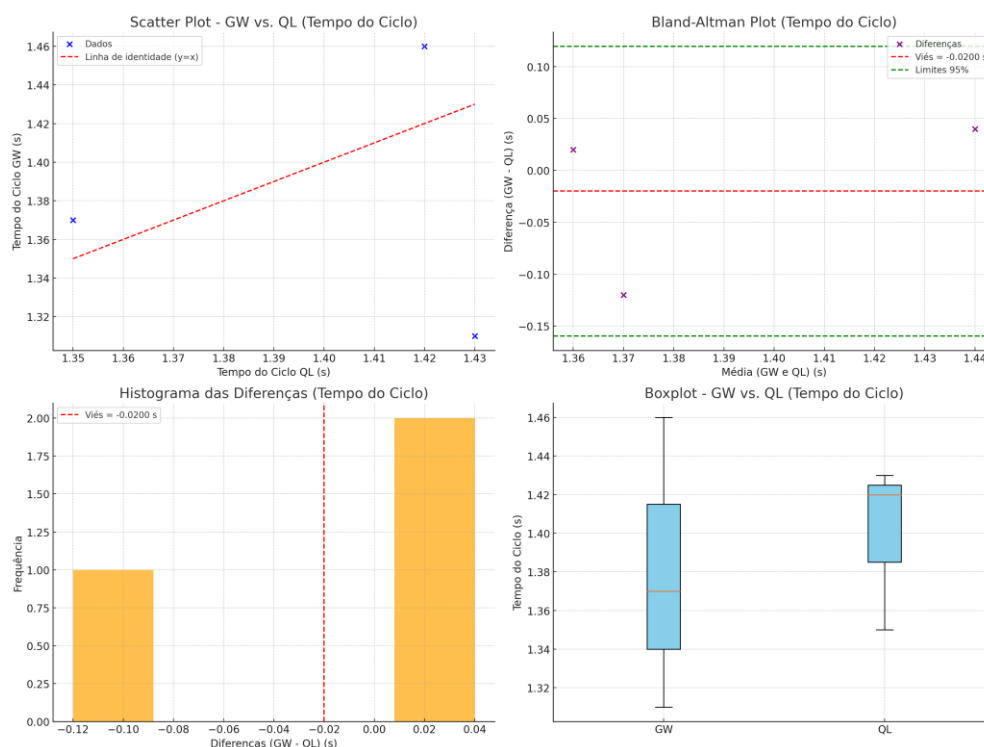 Scatter Plot - GW vs. QL (Tempo do Ciclo)
Dados
Linha de identidade (y=x)
Tempo do Ciclo GW (s)
1.46
1.44
1.42
1.40
1.38
1.36
1.34
1.32
1.35 1.36 1.37 1.38 1.39 1.40 1.41 1.42 1.43
Tempo do Ciclo QL (s)
Bland-Altman Plot (Tempo do Ciclo)
Diferenças
Viés = -0.0200 s
Limites 95%
Diferença (GW - QL) (s)
0.10
0.05
0.00
−0.05
−0.10
−0.15
1.36 1.37 1.38 1.39 1.40 1.41 1.42 1.43 1.44
Média (GW e QL) (s)
Histograma das Diferenças (Tempo do Ciclo)
Viés = -0.0200 s
Frequência
2.00
1.75
1.50
1.25
1.00
0.75
0.50
0.25
0.00
−0.12 −0.10 −0.08 −0.06 −0.04 −0.02 0.00 0.02 0.04
Diferenças (GW - QL) (s)
Boxplot - GW vs. QL (Tempo do Ciclo)
Tempo do Ciclo (s)
1.46
1.44
1.42
1.40
1.38
1.36
1.34
1.32
GW QL